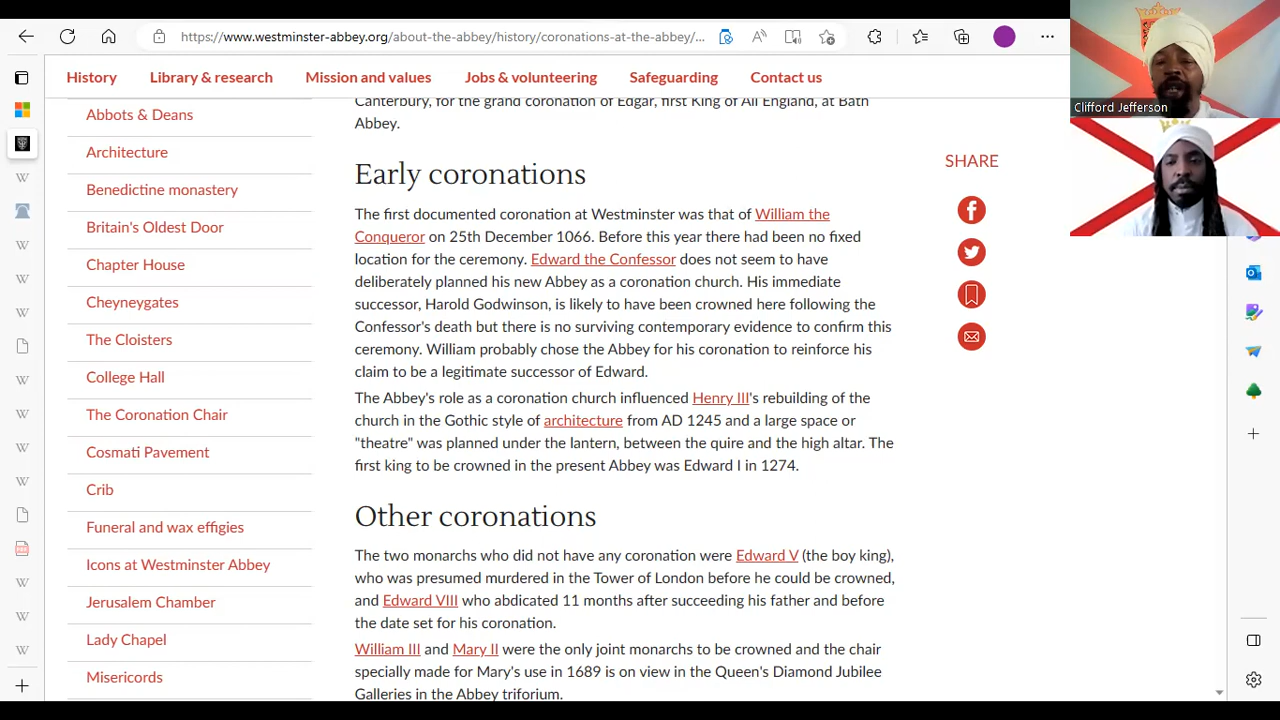 https://www.westminster-abbey.org/about-the-abbey/history/coronations-at-the-abbey/...
History Library & research Mission and values Jobs & volunteering Safeguarding Contact us
Clifford Jefferson
Abbots & Deans
Architecture
Benedictine monastery
Britain's Oldest Door
Chapter House
Cheyneygates
The Cloisters
College Hall
The Coronation Chair
Cosmati Pavement
Crib
Funeral and wax effigies
Icons at Westminster Abbey
Jerusalem Chamber
Lady Chapel
Misericords
Canterbury, for the grand coronation of Edgar, first King of All England, at Bath
Abbey.
Early coronations
The first documented coronation at Westminster was that of William the
Conqueror on 25th December 1066. Before this year there had been no fixed
location for the ceremony. Edward the Confessor does not seem to have
deliberately planned his new Abbey as a coronation church. His immediate
successor, Harold Godwinson, is likely to have been crowned here following the
Confessor's death but there is no surviving contemporary evidence to confirm this
ceremony. William probably chose the Abbey for his coronation to reinforce his
claim to be a legitimate successor of Edward.
The Abbey's role as a coronation church influenced Henry III's rebuilding of the
church in the Gothic style of architecture from AD 1245 and a large space or
"theatre" was planned under the lantern, between the quire and the high altar. The
first king to be crowned in the present Abbey was Edward I in 1274.
Other coronations
The two monarchs who did not have any coronation were Edward V (the boy king),
who was presumed murdered in the Tower of London before he could be crowned,
and Edward VIII who abdicated 11 months after succeeding his father and before
the date set for his coronation.
William III and Mary II were the only joint monarchs to be crowned and the chair
specially made for Mary's use in 1689 is on view in the Queen's Diamond Jubilee
Galleries in the Abbey triforium.
SHARE